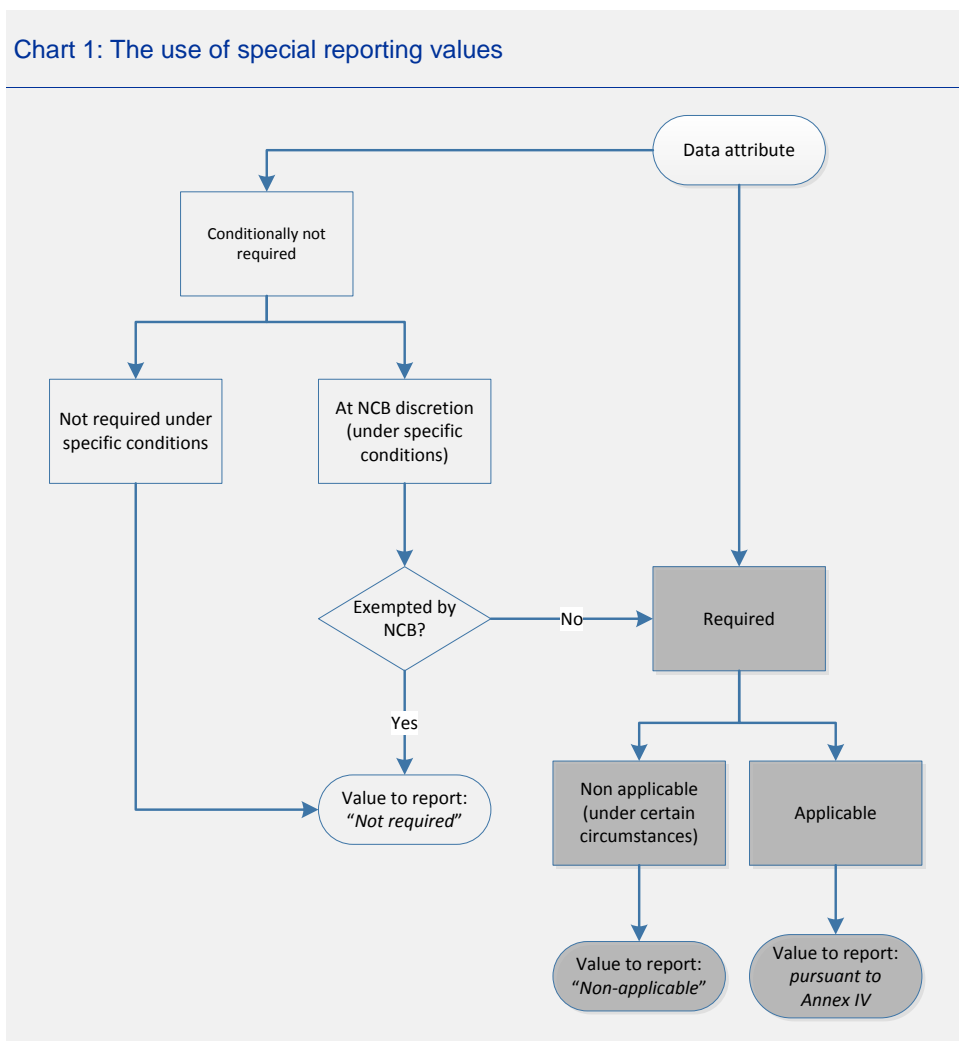 Chart 1: The use of special reporting values
Data attribute
Conditionally not
required
Not required under
specific conditions
At NCB discretion
(under specific
conditions)
Exempted by
NCB?
No
Required
Yes
Value to report:
“Not required”
Non applicable
(under certain
circumstances)
Applicable
Value to report:
“Non-applicable”
Value to report:
pursuant to
Annex IV